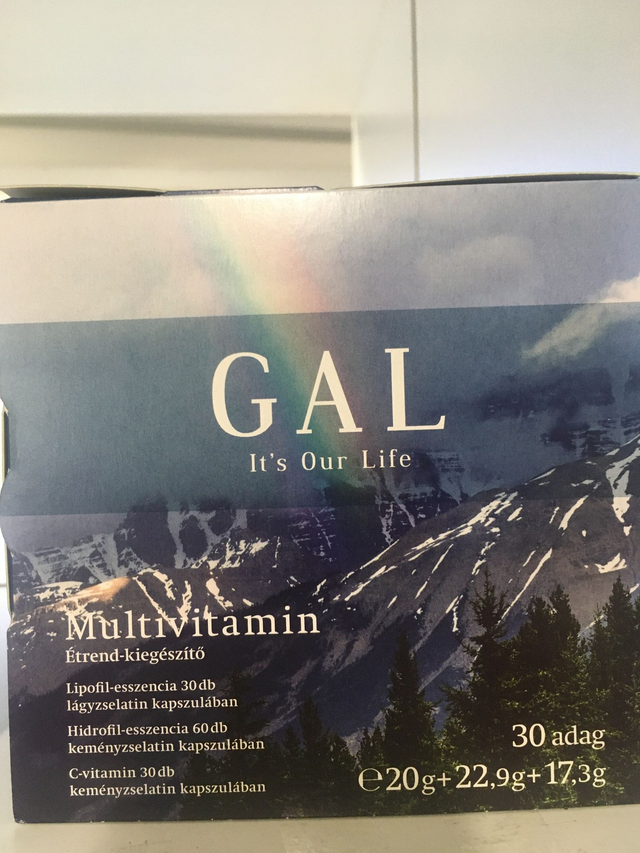 GAL
It's Our Life
Multivitamin
Étrend-kiegészítő
Lipofil-esszencia 30 db
lágyzselatin kapszulában
Hidrofil-esszencia 60 db
keményzselatin kapszulában
C-vitamin 30 db
keményzselatin kapszulában
30 adag
℮20g+22,9g+17,3g